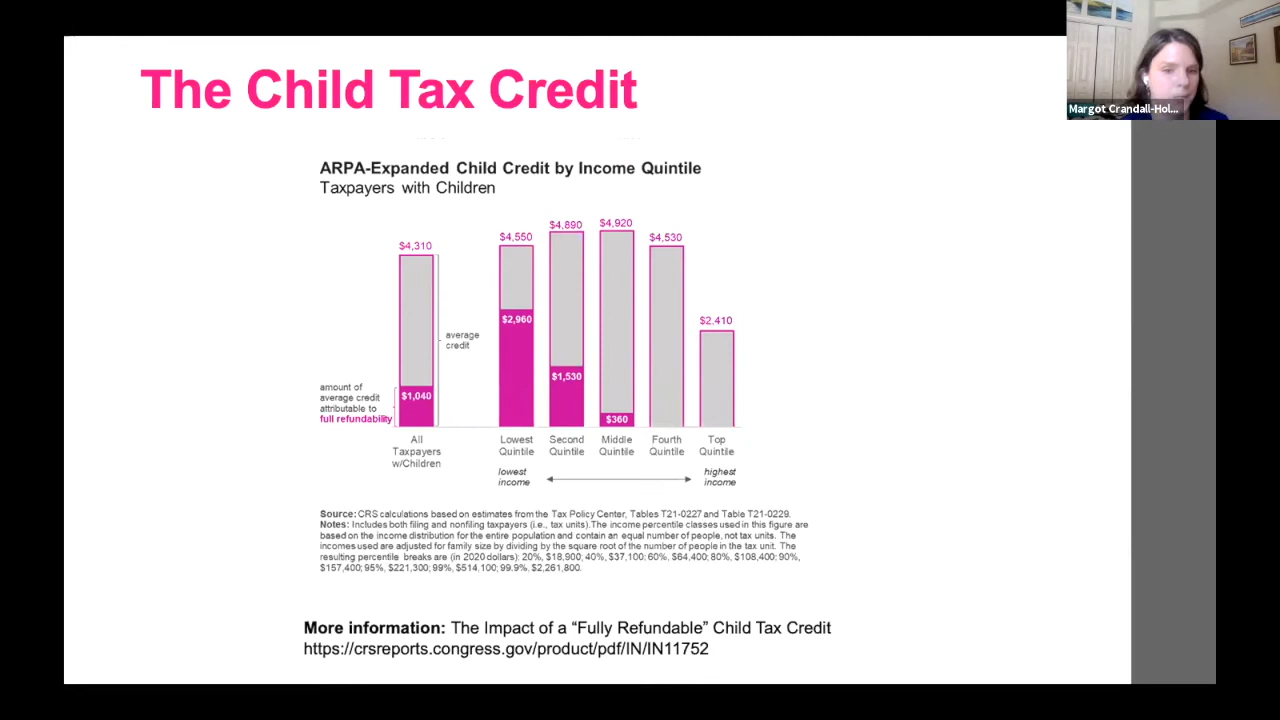 The Child Tax Credit
Margot Crandall-Hol...
ARPA-Expanded Child Credit by Income Quintile
Taxpayers with Children
$4,310
$4,550
$4,890
$4,920
$4,530
$2,410
$2,960
$1,530
$360
$1,040
average
credit
amount of
average credit
attributable to
full refundability
All
Taxpayers
w/Children
Lowest
Quintile
Second
Quintile
Middle
Quintile
Fourth
Quintile
Top
Quintile
lowest
income
highest
income
Source: CRS calculations based on estimates from the Tax Policy Center, Tables T21-0227 and Table T21-0229.
Notes: Includes both filing and nonfiling taxpayers (i.e., tax units). The income percentile classes used in this figure are
based on the income distribution for the entire population and contain an equal number of people, not tax units. The
incomes used are adjusted for family size by dividing by the square root of the number of people in the tax unit. The
resulting percentile breaks are (in 2020 dollars): 20%, $18,900; 40%, $37,100; 60%, $64,400; 80%, $108,400; 90%,
$157,400; 95%, $221,300; 99%, $514,100; 99.9%, $2,261,800.
More information: The Impact of a “Fully Refundable” Child Tax Credit
https://crsreports.congress.gov/product/pdf/IN/IN11752